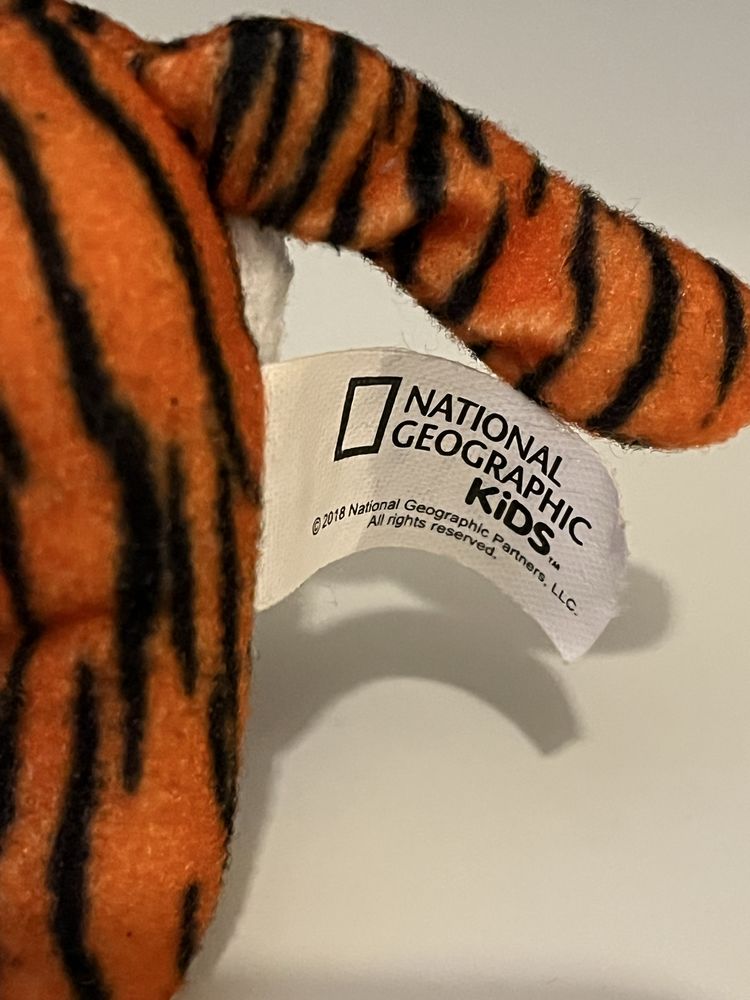 NATIONAL
GEOGRAPHIC
KiDS™
©2018 National Geographic Partners, LLC.
All rights reserved.